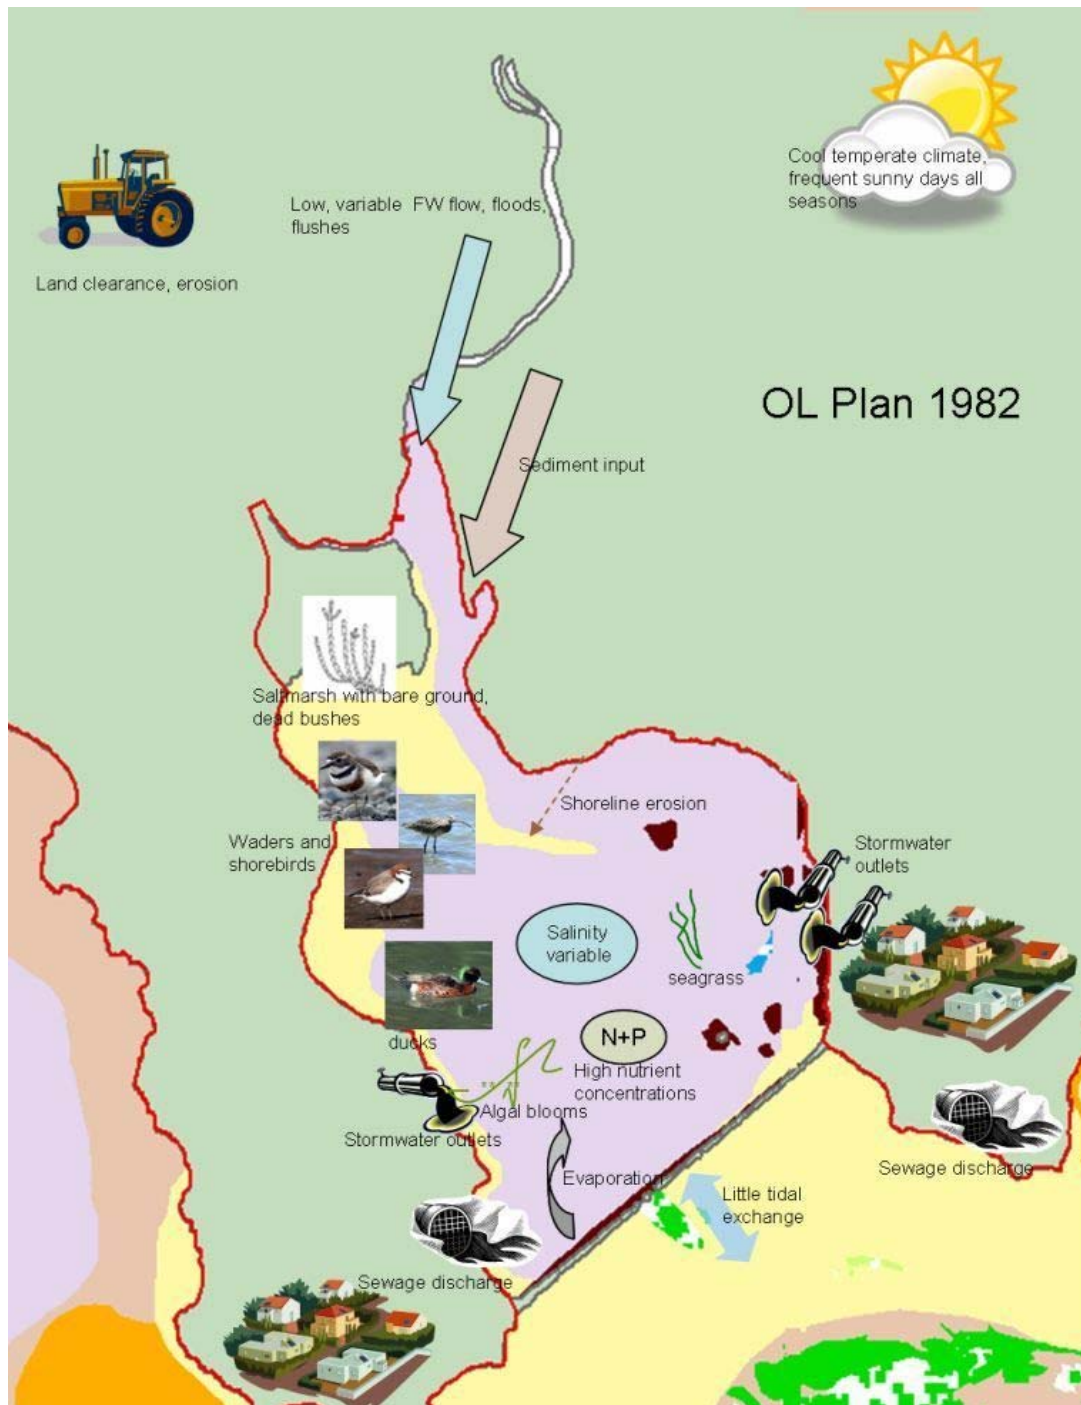 Cool temperate climate,
frequent sunny days all
seasons
Low, variable FW flow, floods,
flushes
Land clearance, erosion
OL Plan 1982
Sediment input
Saltmarsh with bare ground,
dead bushes
Shoreline erosion
Waders and
shorebirds
Stormwater
outlets
Salinity
variable
seagrass
N+P
ducks
High nutrient
concentrations
Algal blooms
Stormwater outlets
Evaporation
Sewage discharge
Little tidal
exchange
Sewage discharge